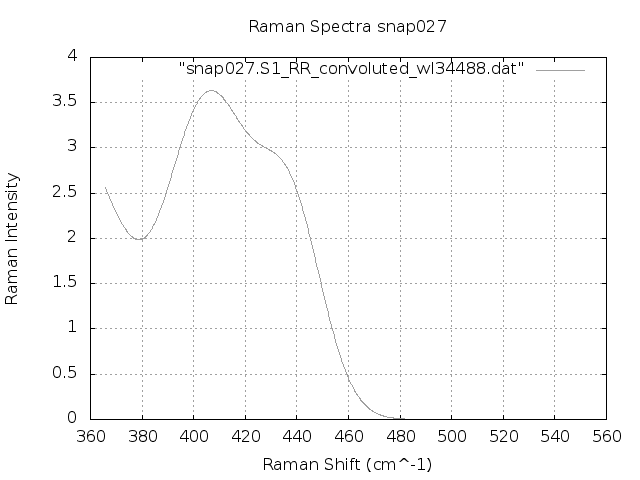 Raman Spectra snap027
"snap027.S1_RR_convoluted_wl34488.dat"
4
3.5
3
2.5
2
1.5
1
0.5
0
Raman Intensity
360 380 400 420 440 460 480 500 520 540 560
Raman Shift (cm^-1)